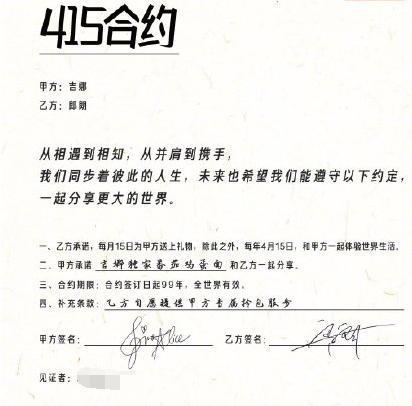 415合约
甲方：吉娜
乙方：郎朗
从相遇到相知，从并肩到携手，
我们同步着彼此的人生，未来也希望我们能遵守以下约定，
一起分享更大的世界。
一、乙方承诺，每月15日为甲方送上礼物，除此之外，每年4月15日，和甲方一起体验世界生活。
二、甲方承诺 吉娜独家番茄鸡蛋面 和乙方一起分享。
三、合约期限：合约签订日起99年，全世界有效。
四、补充条款：乙方自愿提供甲方专属拎包服务
甲方签名： 乙方签名：
见证者：